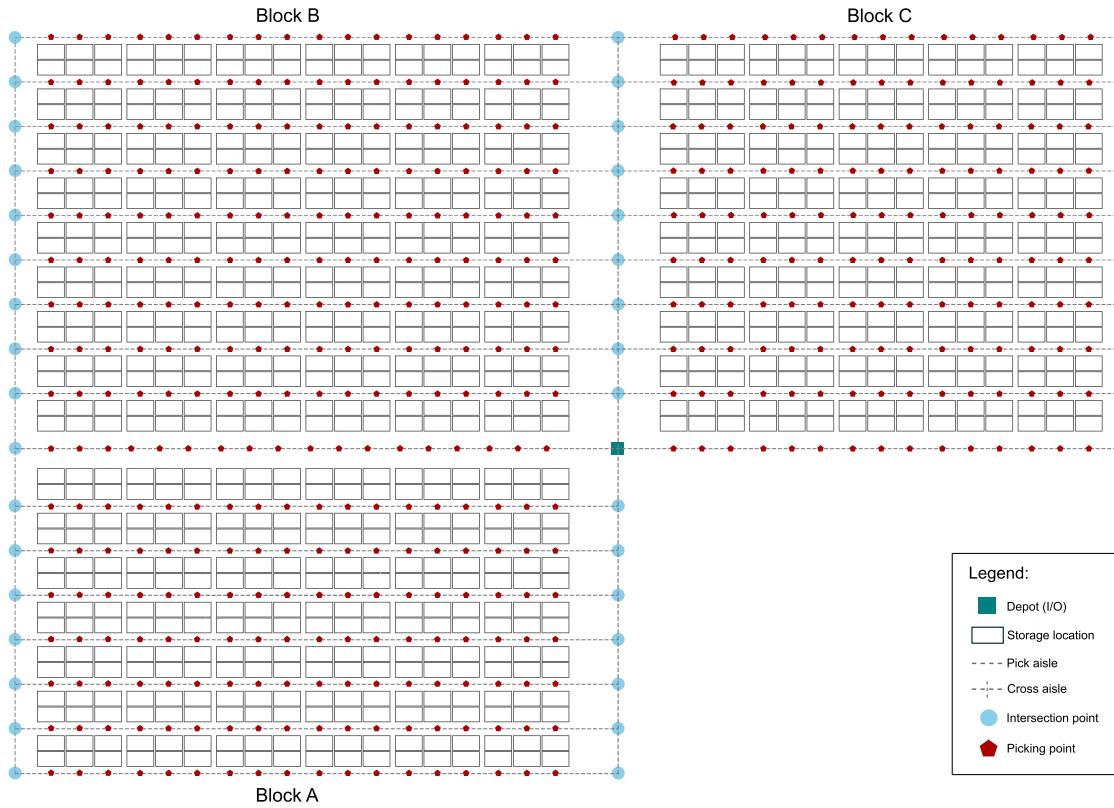 Block B
Block C
Legend:
Depot (I/O)
Storage location
Pick aisle
Cross aisle
Intersection point
Picking point
Block A